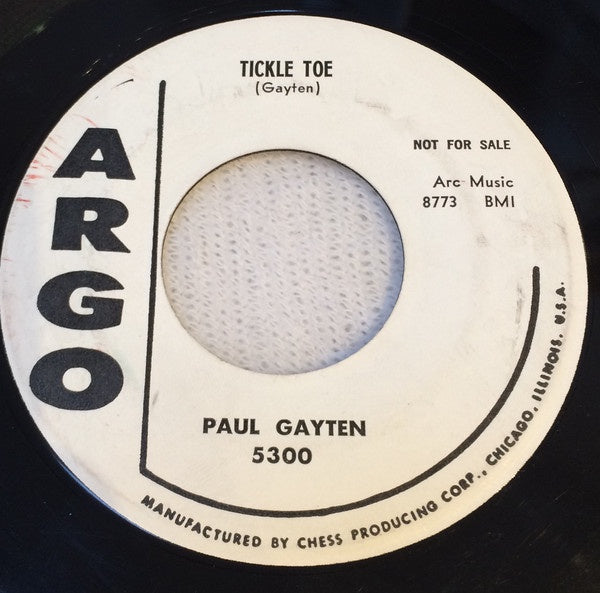 TICKLE TOE
(Gayten)
NOT FOR SALE
Arc Music
8773 BMI
ARGO
PAUL GAYTEN
5300
MANUFACTURED BY CHESS PRODUCING CORP., CHICAGO, ILLINOIS, U.S.A.